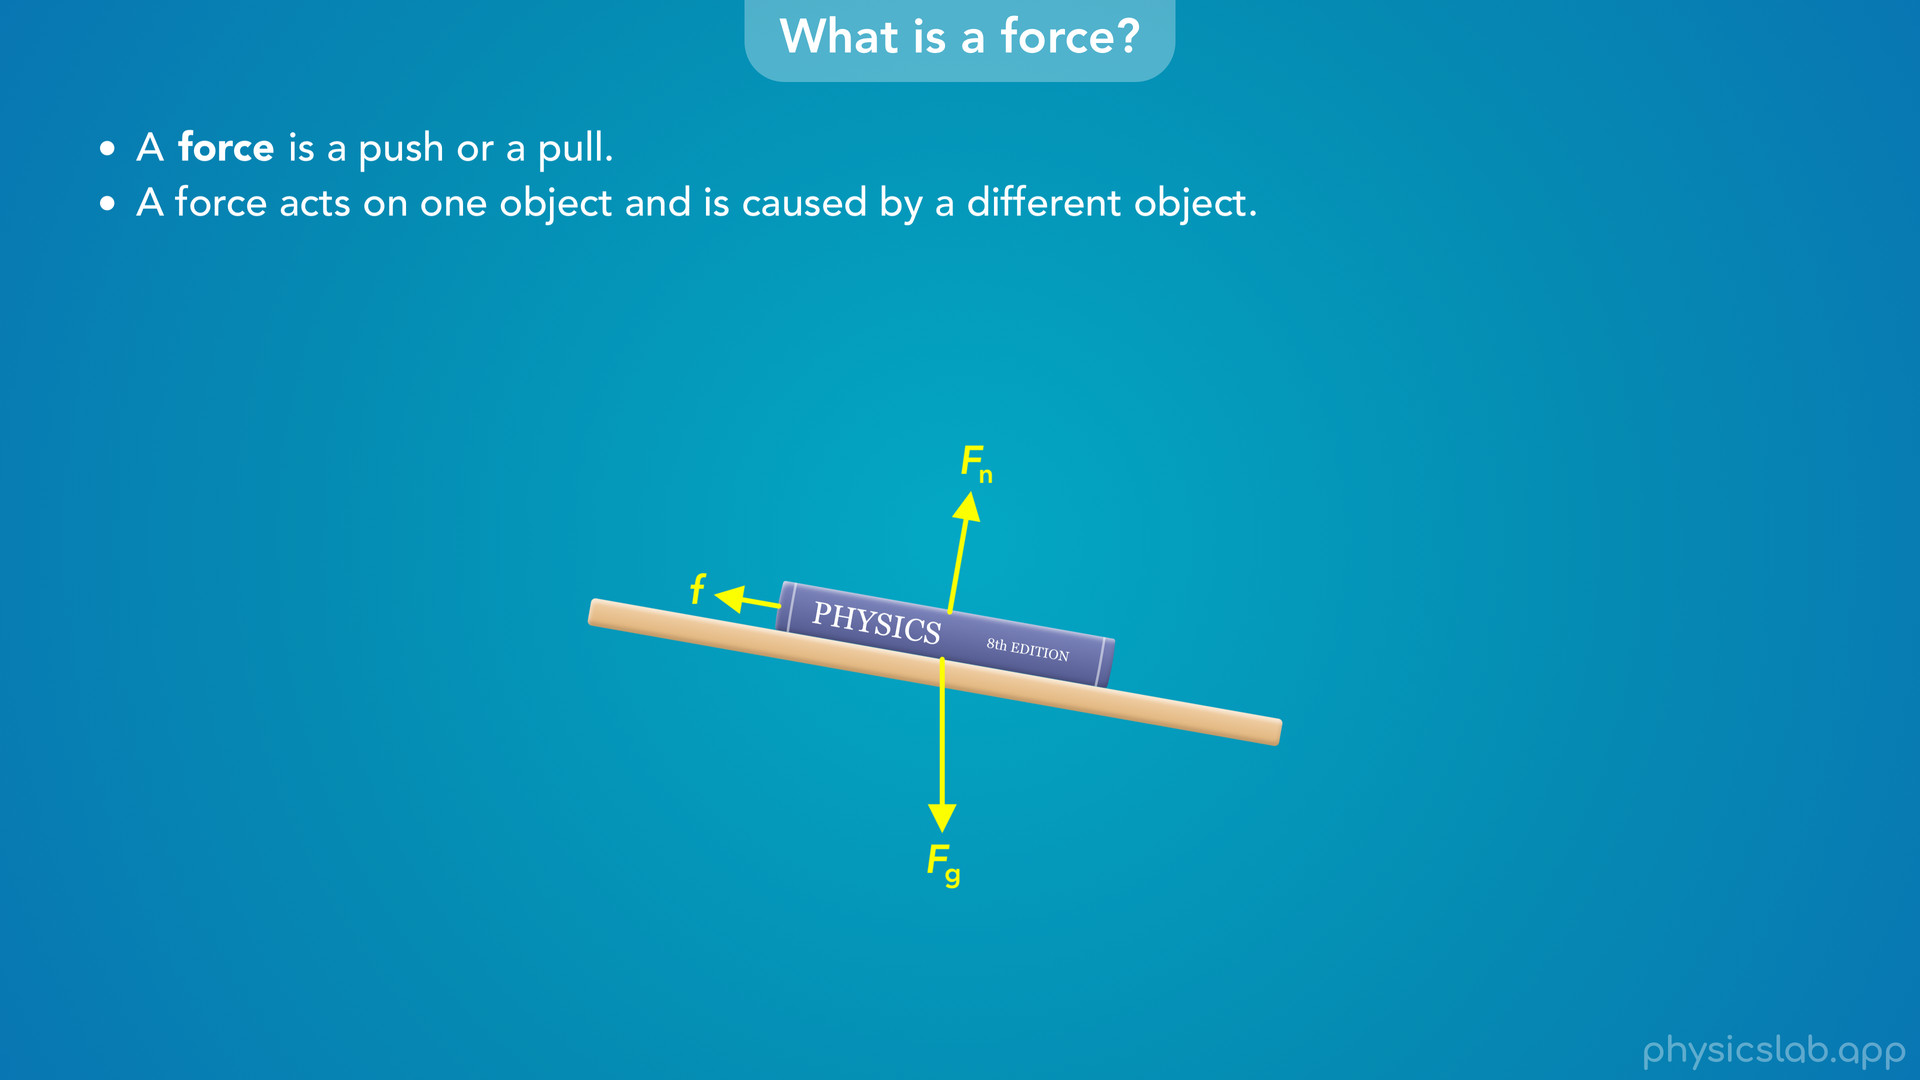 What is a force?
• A force is a push or a pull.
• A force acts on one object and is caused by a different object.
Fn
f
PHYSICS 8th EDITION
Fg
physicslab.app